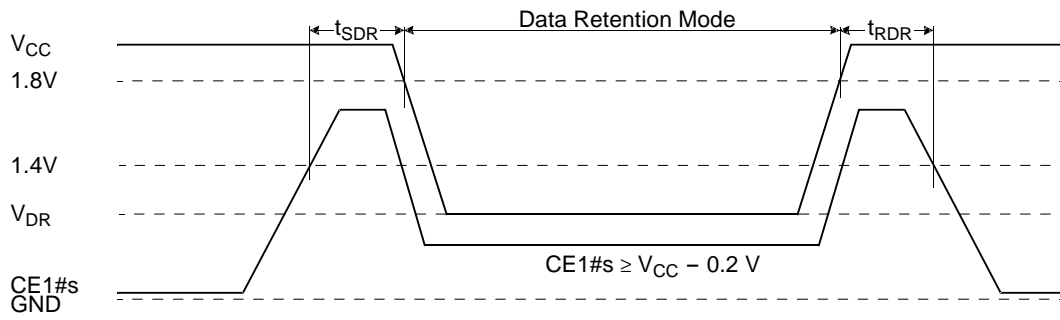 Data Retention Mode
tSDR
tRDR
VCC
1.8V
1.4V
VDR
CE1#s ≥ VCC − 0.2 V
CE1#s
GND